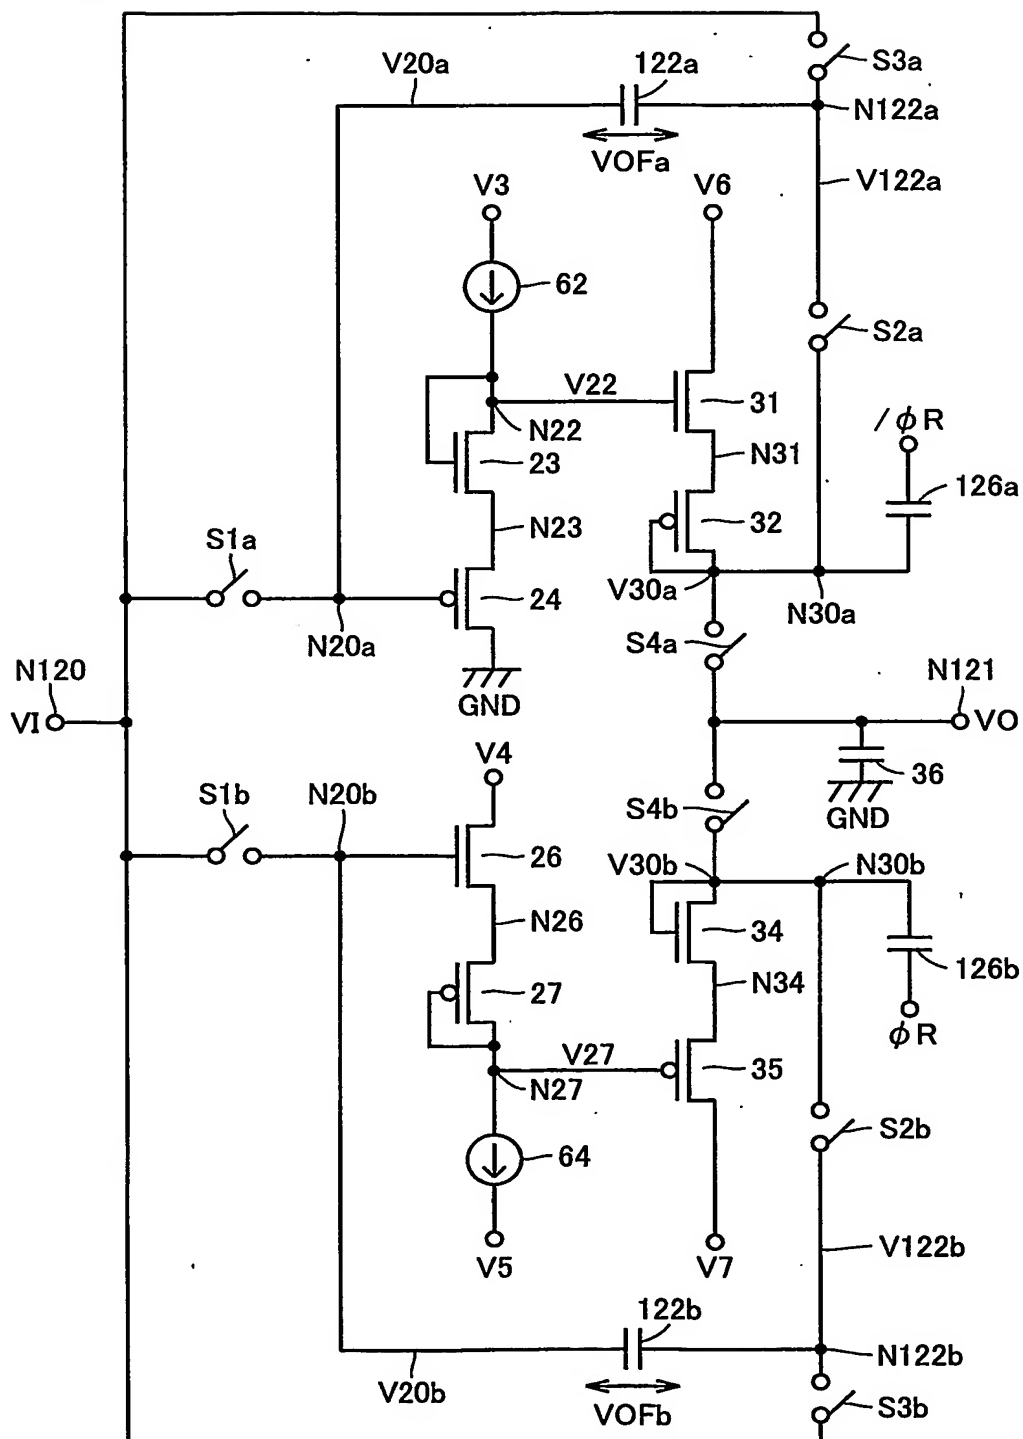 S3a
V20a
122a
N122a
VOFa
V3
V6
V122a
62
S2a
V22
31
/φR
N22
23
N31
126a
S1a
N23
32
24
V30a
N30a
N20a
S4a
N120
GND
N121
VI
VO
V4
36
S1b
N20b
S4b
GND
26
V30b
N30b
N26
34
126b
27
N34
φR
V27
35
N27
S2b
64
V5
V7
V122b
122b
N122b
V20b
VOFb
S3b